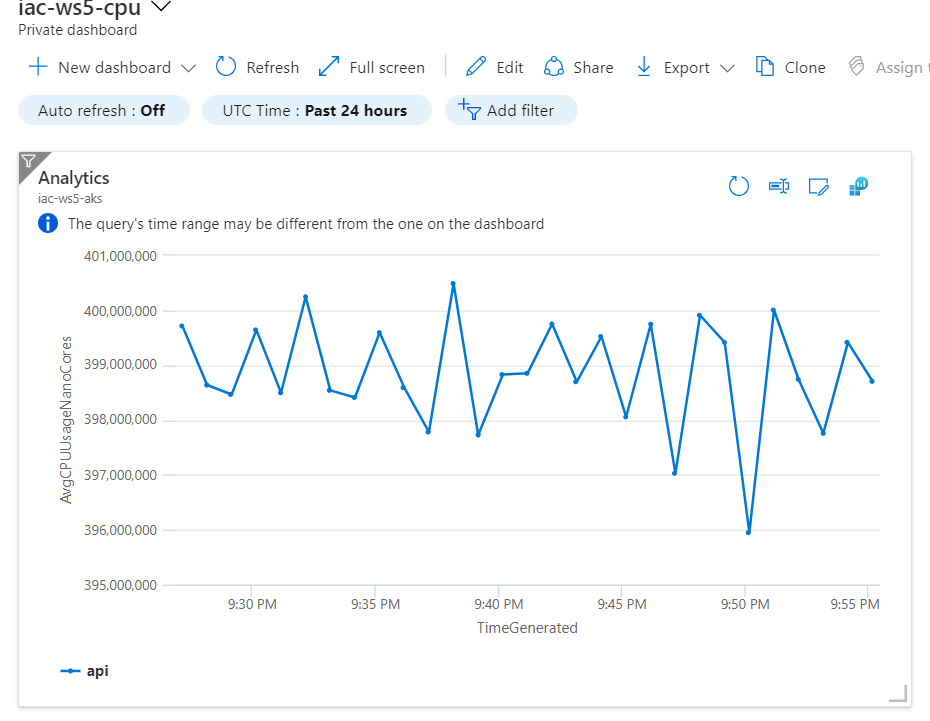 iac-ws5-cpu
Private dashboard
New dashboard Refresh Full screen Edit Share Export Clone Assign t
Auto refresh : Off UTC Time : Past 24 hours Add filter
Analytics
iac-ws5-aks
The query's time range may be different from the one on the dashboard
401,000,000
400,000,000
399,000,000
398,000,000
397,000,000
396,000,000
395,000,000
AvgCPUUsageNanoCores
9:30 PM 9:35 PM 9:40 PM 9:45 PM 9:50 PM 9:55 PM
TimeGenerated
api